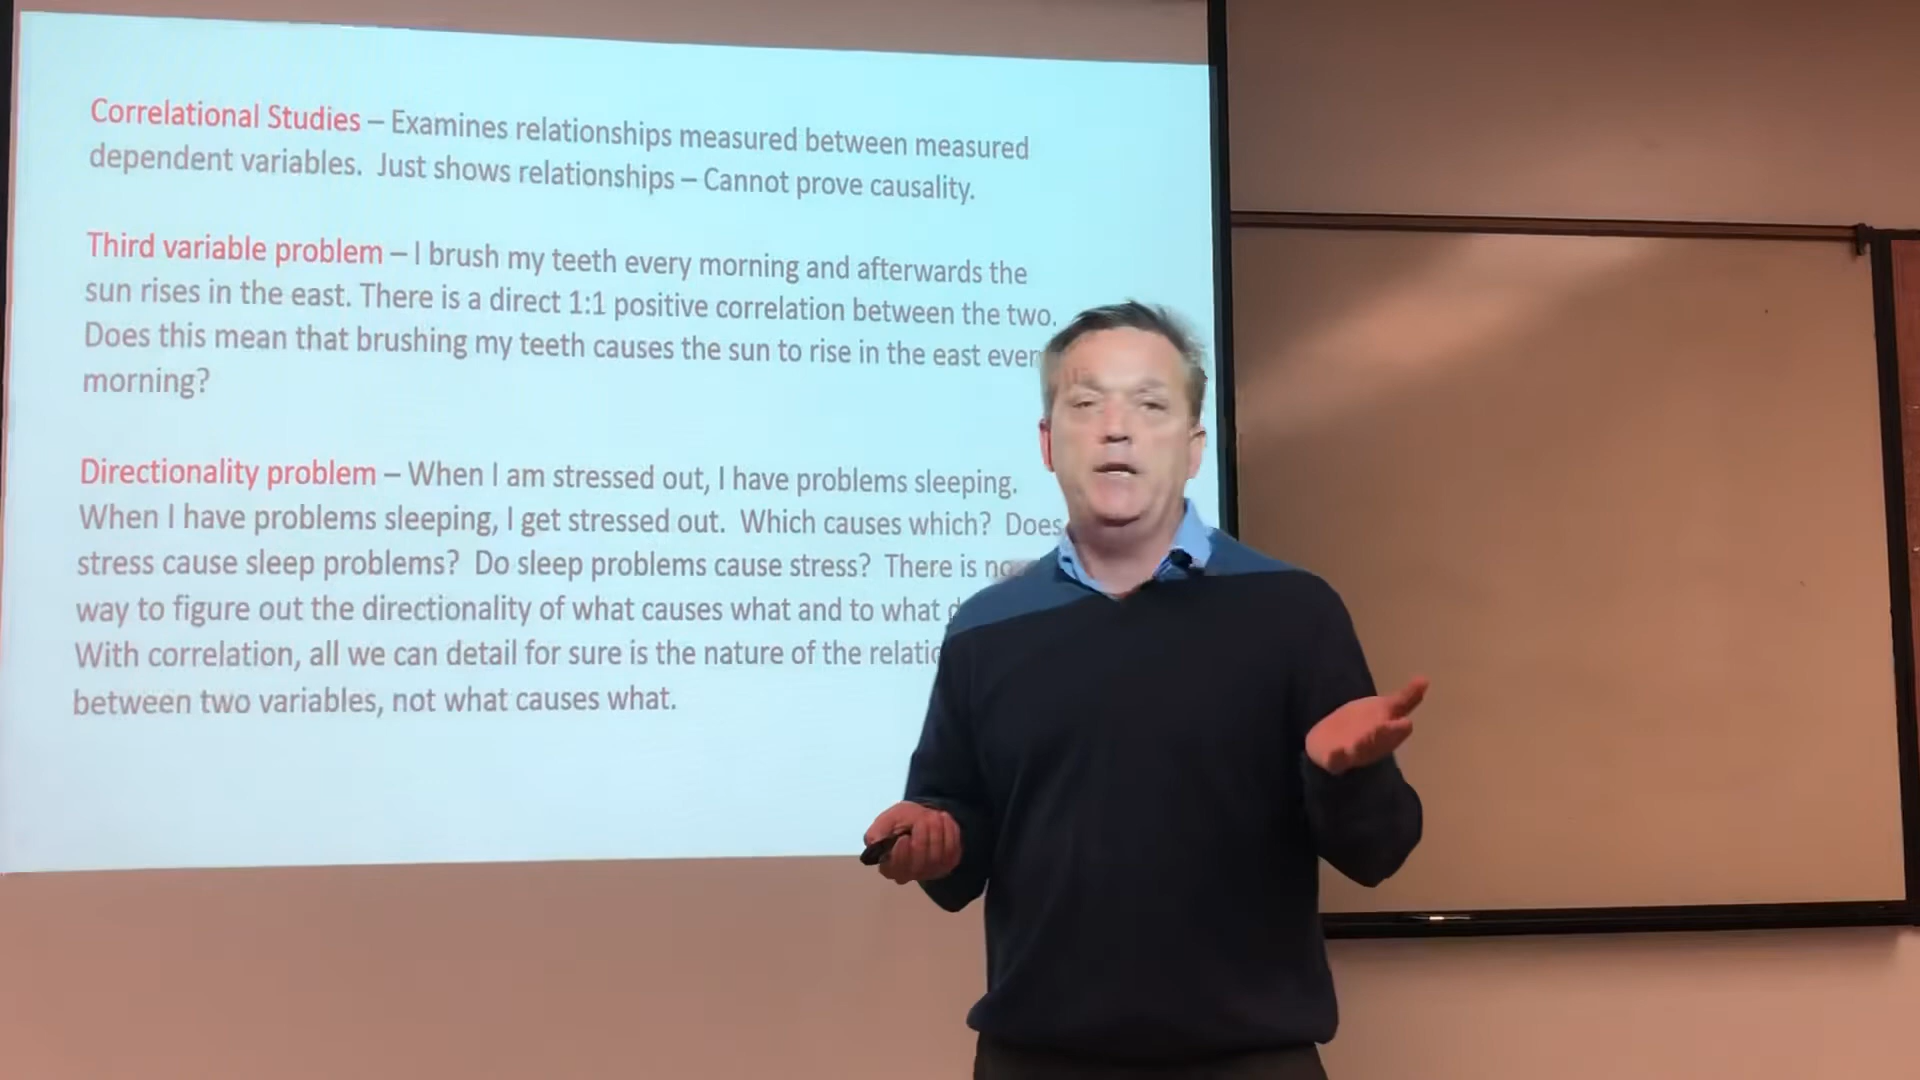 Correlational Studies – Examines relationships measured between measured
dependent variables. Just shows relationships – Cannot prove causality.
Third variable problem – I brush my teeth every morning and afterwards the
sun rises in the east. There is a direct 1:1 positive correlation between the two.
Does this mean that brushing my teeth causes the sun to rise in the east
morning?
Directionality problem – When I am stressed out, I have problems sleeping.
When I have problems sleeping, I get stressed out. Which causes which? Does
stress cause sleep problems? Do sleep problems cause stress? There is
way to figure out the directionality of what causes what and to what
With correlation, all we can detail for sure is the nature of the
between two variables, not what causes what.